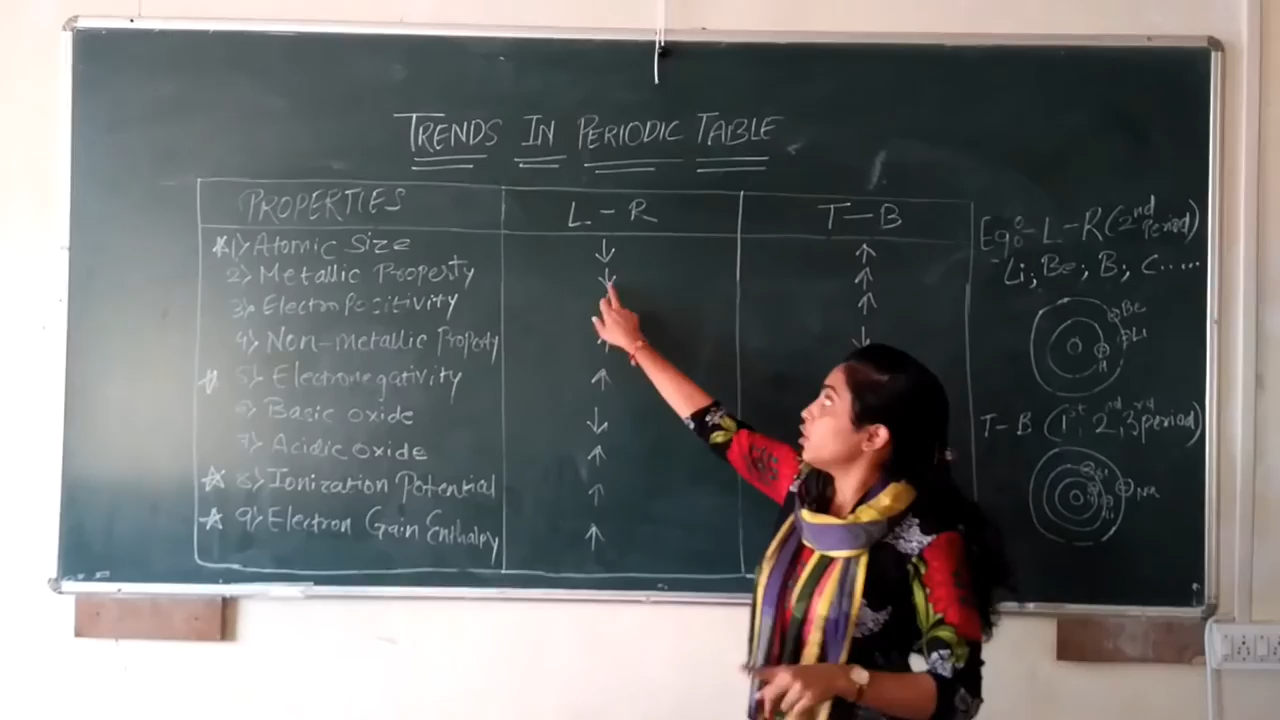 TRENDS IN PERIODIC TABLE
PROPERTIES L-R T-B
☆1> Atomic Size ↓ ↑
2> Metallic Property ↓ ↑
3> Electropositivity ↑
4> Non-metallic Property ↓
☆ 5> Electronegativity ↑
6> Basic oxide ↓
7> Acidic oxide ↑
☆ 8> Ionization Potential ↑
☆ 9> Electron Gain Enthalpy ↑
Eg:- L-R (2nd Period)
Li, Be, B, C.....
Be
Li
H
T-B (1st, 2nd, 3rd period)
Na